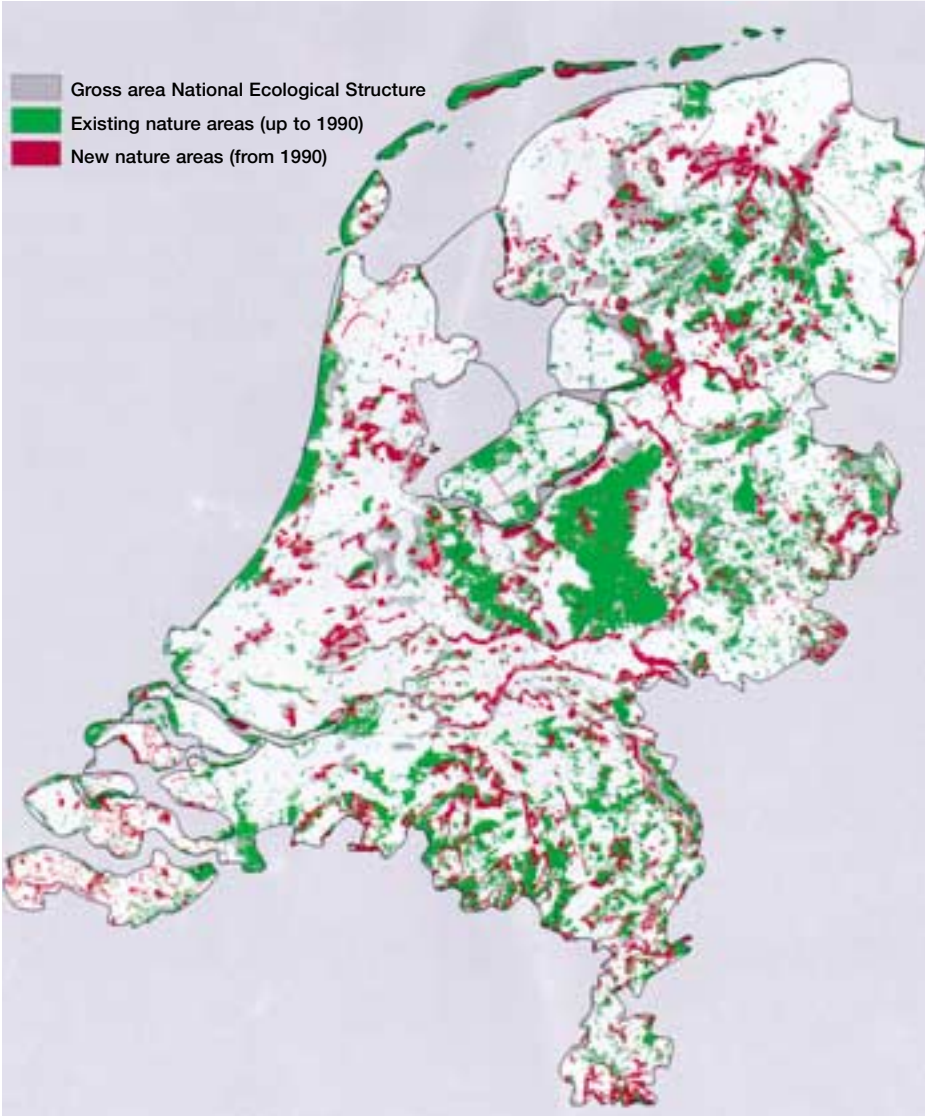 Gross area National Ecological Structure
Existing nature areas (up to 1990)
New nature areas (from 1990)